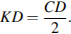 KD = CD/2.